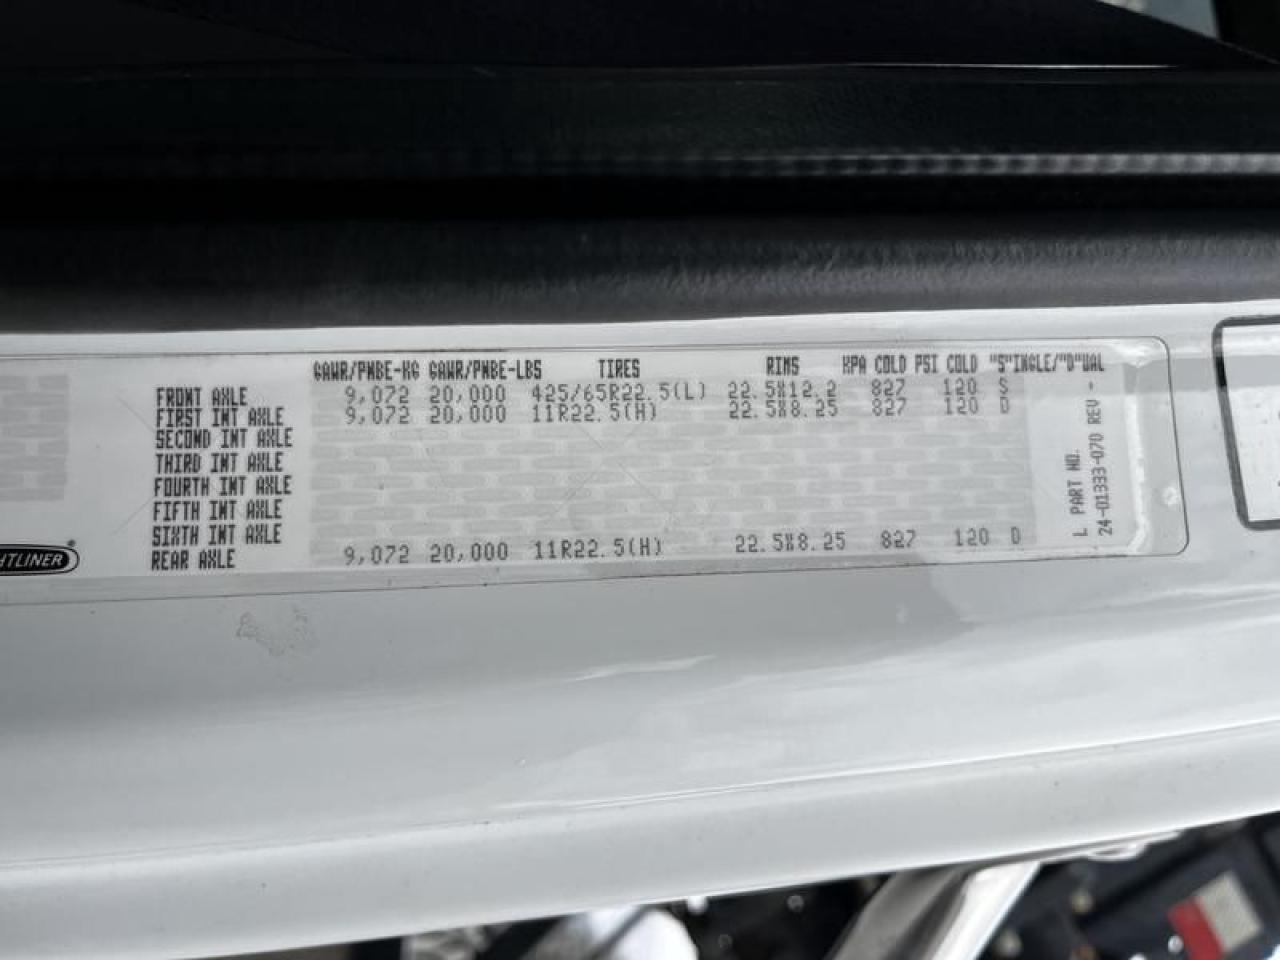 GAWR/PNBE-KG GAWR/PNBE-LBS TIRES RIMS KPA COLD PSI COLD "S"INGLE/"D"UAL
FRONT AXLE 9,072 20,000 425/65R22.5(L) 22.5X12.2 827 120 S
FIRST INT AXLE 9,072 20,000 11R22.5(H) 22.5X8.25 827 120 D
SECOND INT AXLE
THIRD INT AXLE
FOURTH INT AXLE
FIFTH INT AXLE
SIXTH INT AXLE
REAR AXLE 9,072 20,000 11R22.5(H) 22.5X8.25 827 120 D
L PART NO.
24-01333-070 REV -
HTLINER®